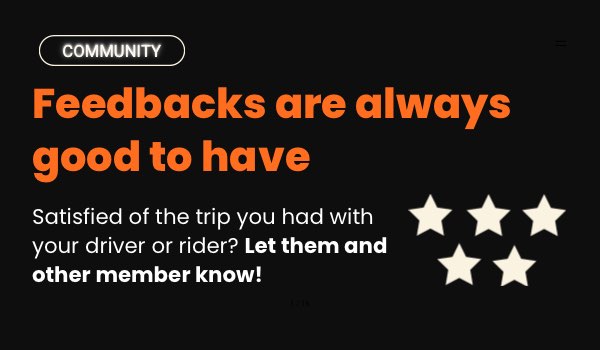 COMMUNITY
Feedbacks are always
good to have
Satisfied of the trip you had with
your driver or rider? Let them and
other member know!